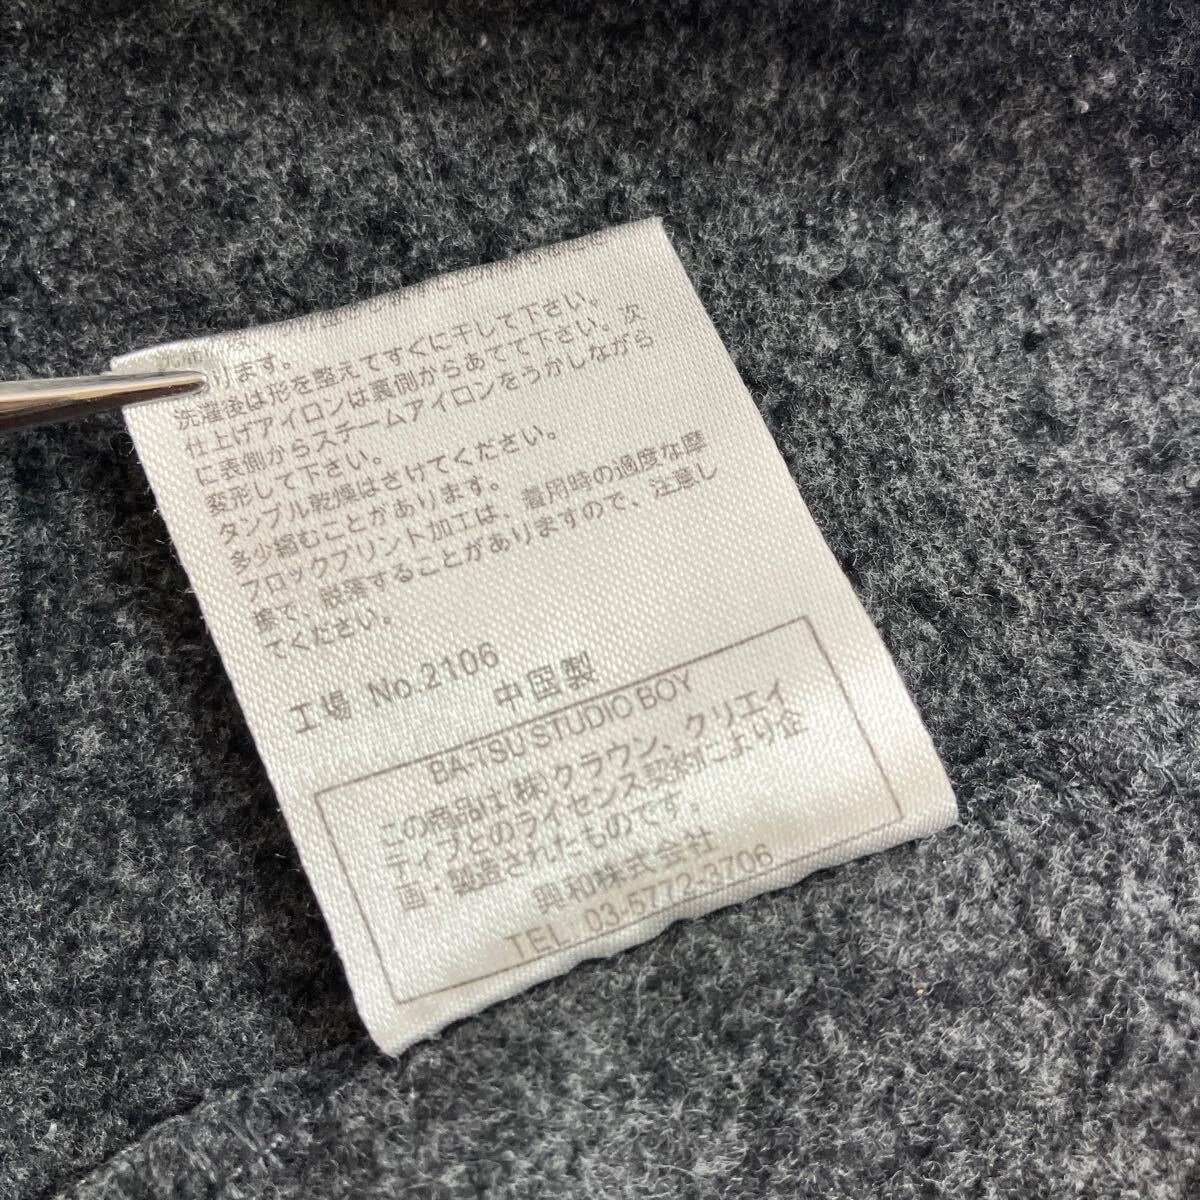 ります。
洗濯後は形を整えてすぐに干して下さい。
仕上げアイロンは裏側からあてて下さい。次
に表側からスチームアイロンをうかしながら
変形して下さい。
タンブル乾燥はさけてください。
多少縮むことがあります。
フロックプリント加工は、着用時の過度な摩
擦で、脱落することがありますので、注意し
てください。
工場 No.2106
中国製
BA-TSU STUDIO BOY
この商品は(株)クラウン、クリエイ
ティブとのライセンス契約により企
画・製造されたものです。
興和株式会社
TEL: 03-5772-3706